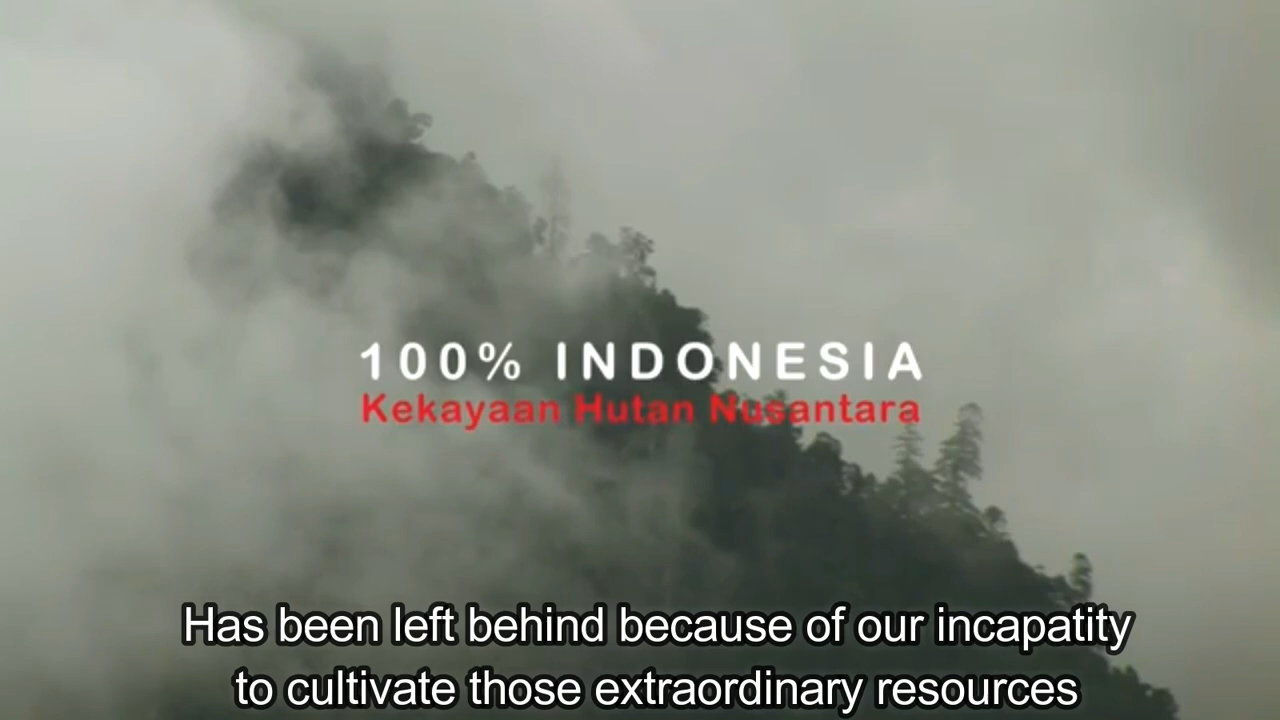 100% INDONESIA
Kekayaan Hutan Nusantara
Has been left behind because of our incapatity
to cultivate those extraordinary resources